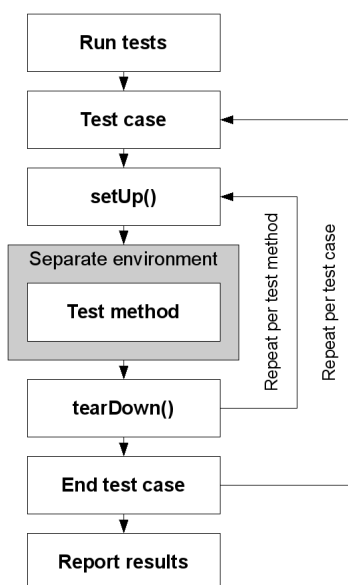 Run tests
Test case
setUp()
Separate environment
Test method
tearDown()
End test case
Report results
Repeat per test method
Repeat per test case